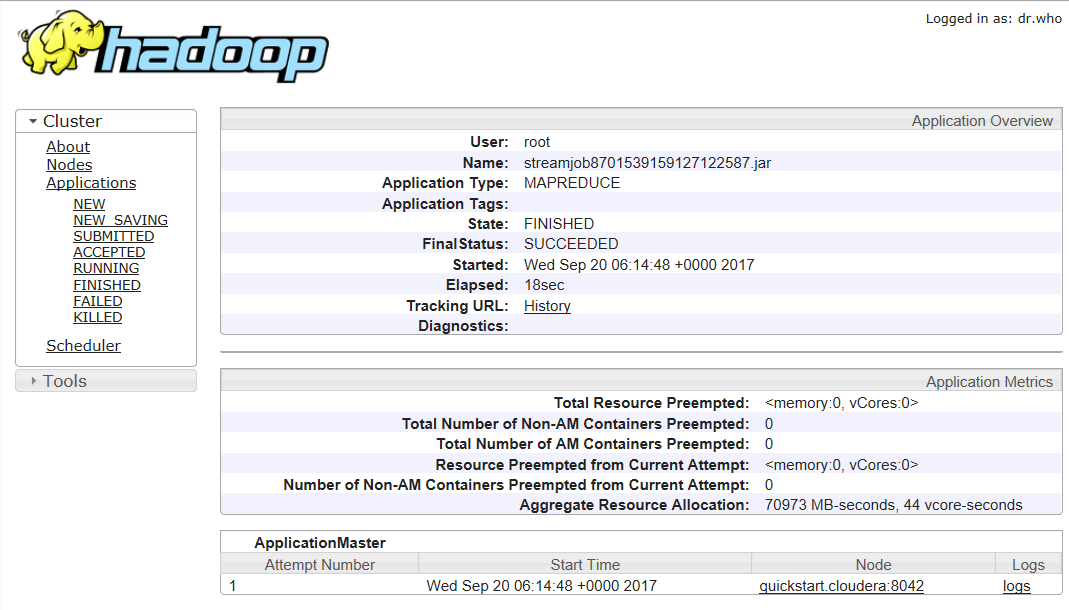 Logged in as: dr.who
hadoop
Cluster
About
Nodes
Applications
NEW
NEW_SAVING
SUBMITTED
ACCEPTED
RUNNING
FINISHED
FAILED
KILLED
Scheduler
Tools
Application Overview
User: root
Name: streamjob8701539159127122587.jar
Application Type: MAPREDUCE
Application Tags:
State: FINISHED
FinalStatus: SUCCEEDED
Started: Wed Sep 20 06:14:48 +0000 2017
Elapsed: 18sec
Tracking URL: History
Diagnostics:
Application Metrics
Total Resource Preempted: <memory:0, vCores:0>
Total Number of Non-AM Containers Preempted: 0
Total Number of AM Containers Preempted: 0
Resource Preempted from Current Attempt: <memory:0, vCores:0>
Number of Non-AM Containers Preempted from Current Attempt: 0
Aggregate Resource Allocation: 70973 MB-seconds, 44 vcore-seconds
ApplicationMaster
Attempt Number Start Time Node Logs
1 Wed Sep 20 06:14:48 +0000 2017 quickstart.cloudera:8042 logs